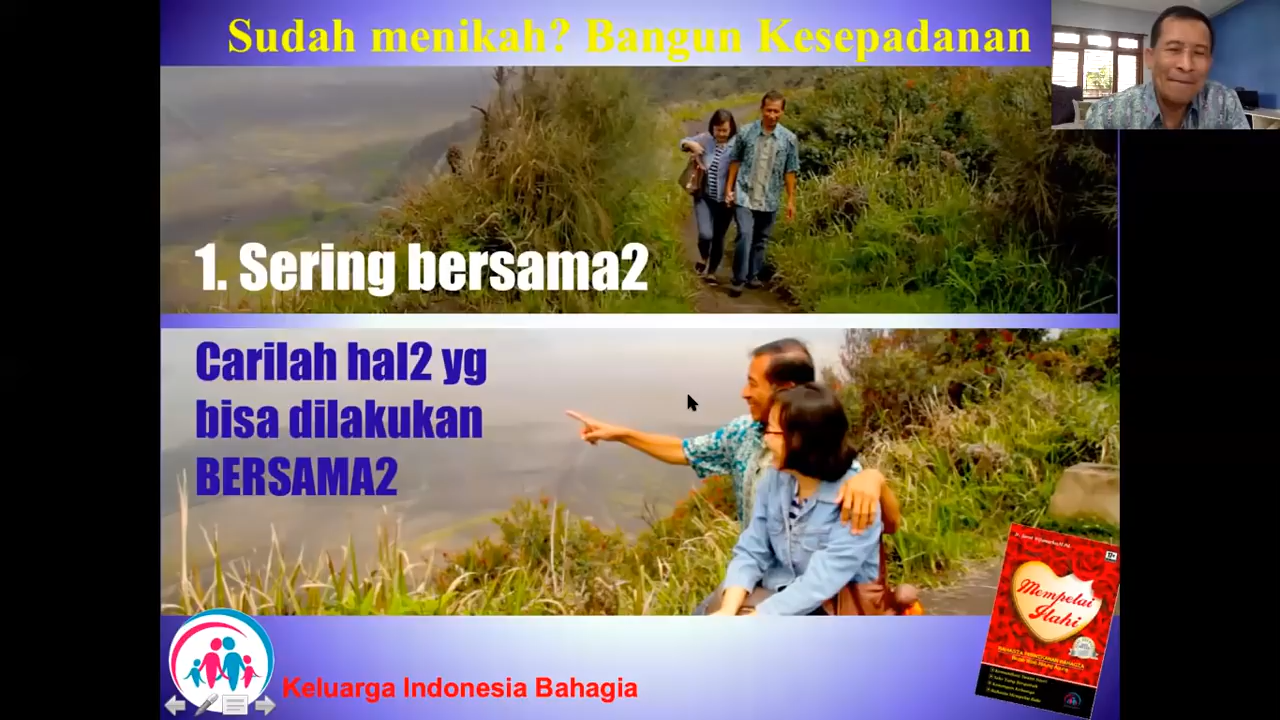 Sudah menikah? Bangun Kesepadanan
1. Sering bersama2
Carilah hal2 yg
bisa dilakukan
BERSAMA2
Mempelai
Ilahi
Keluarga Indonesia Bahagia